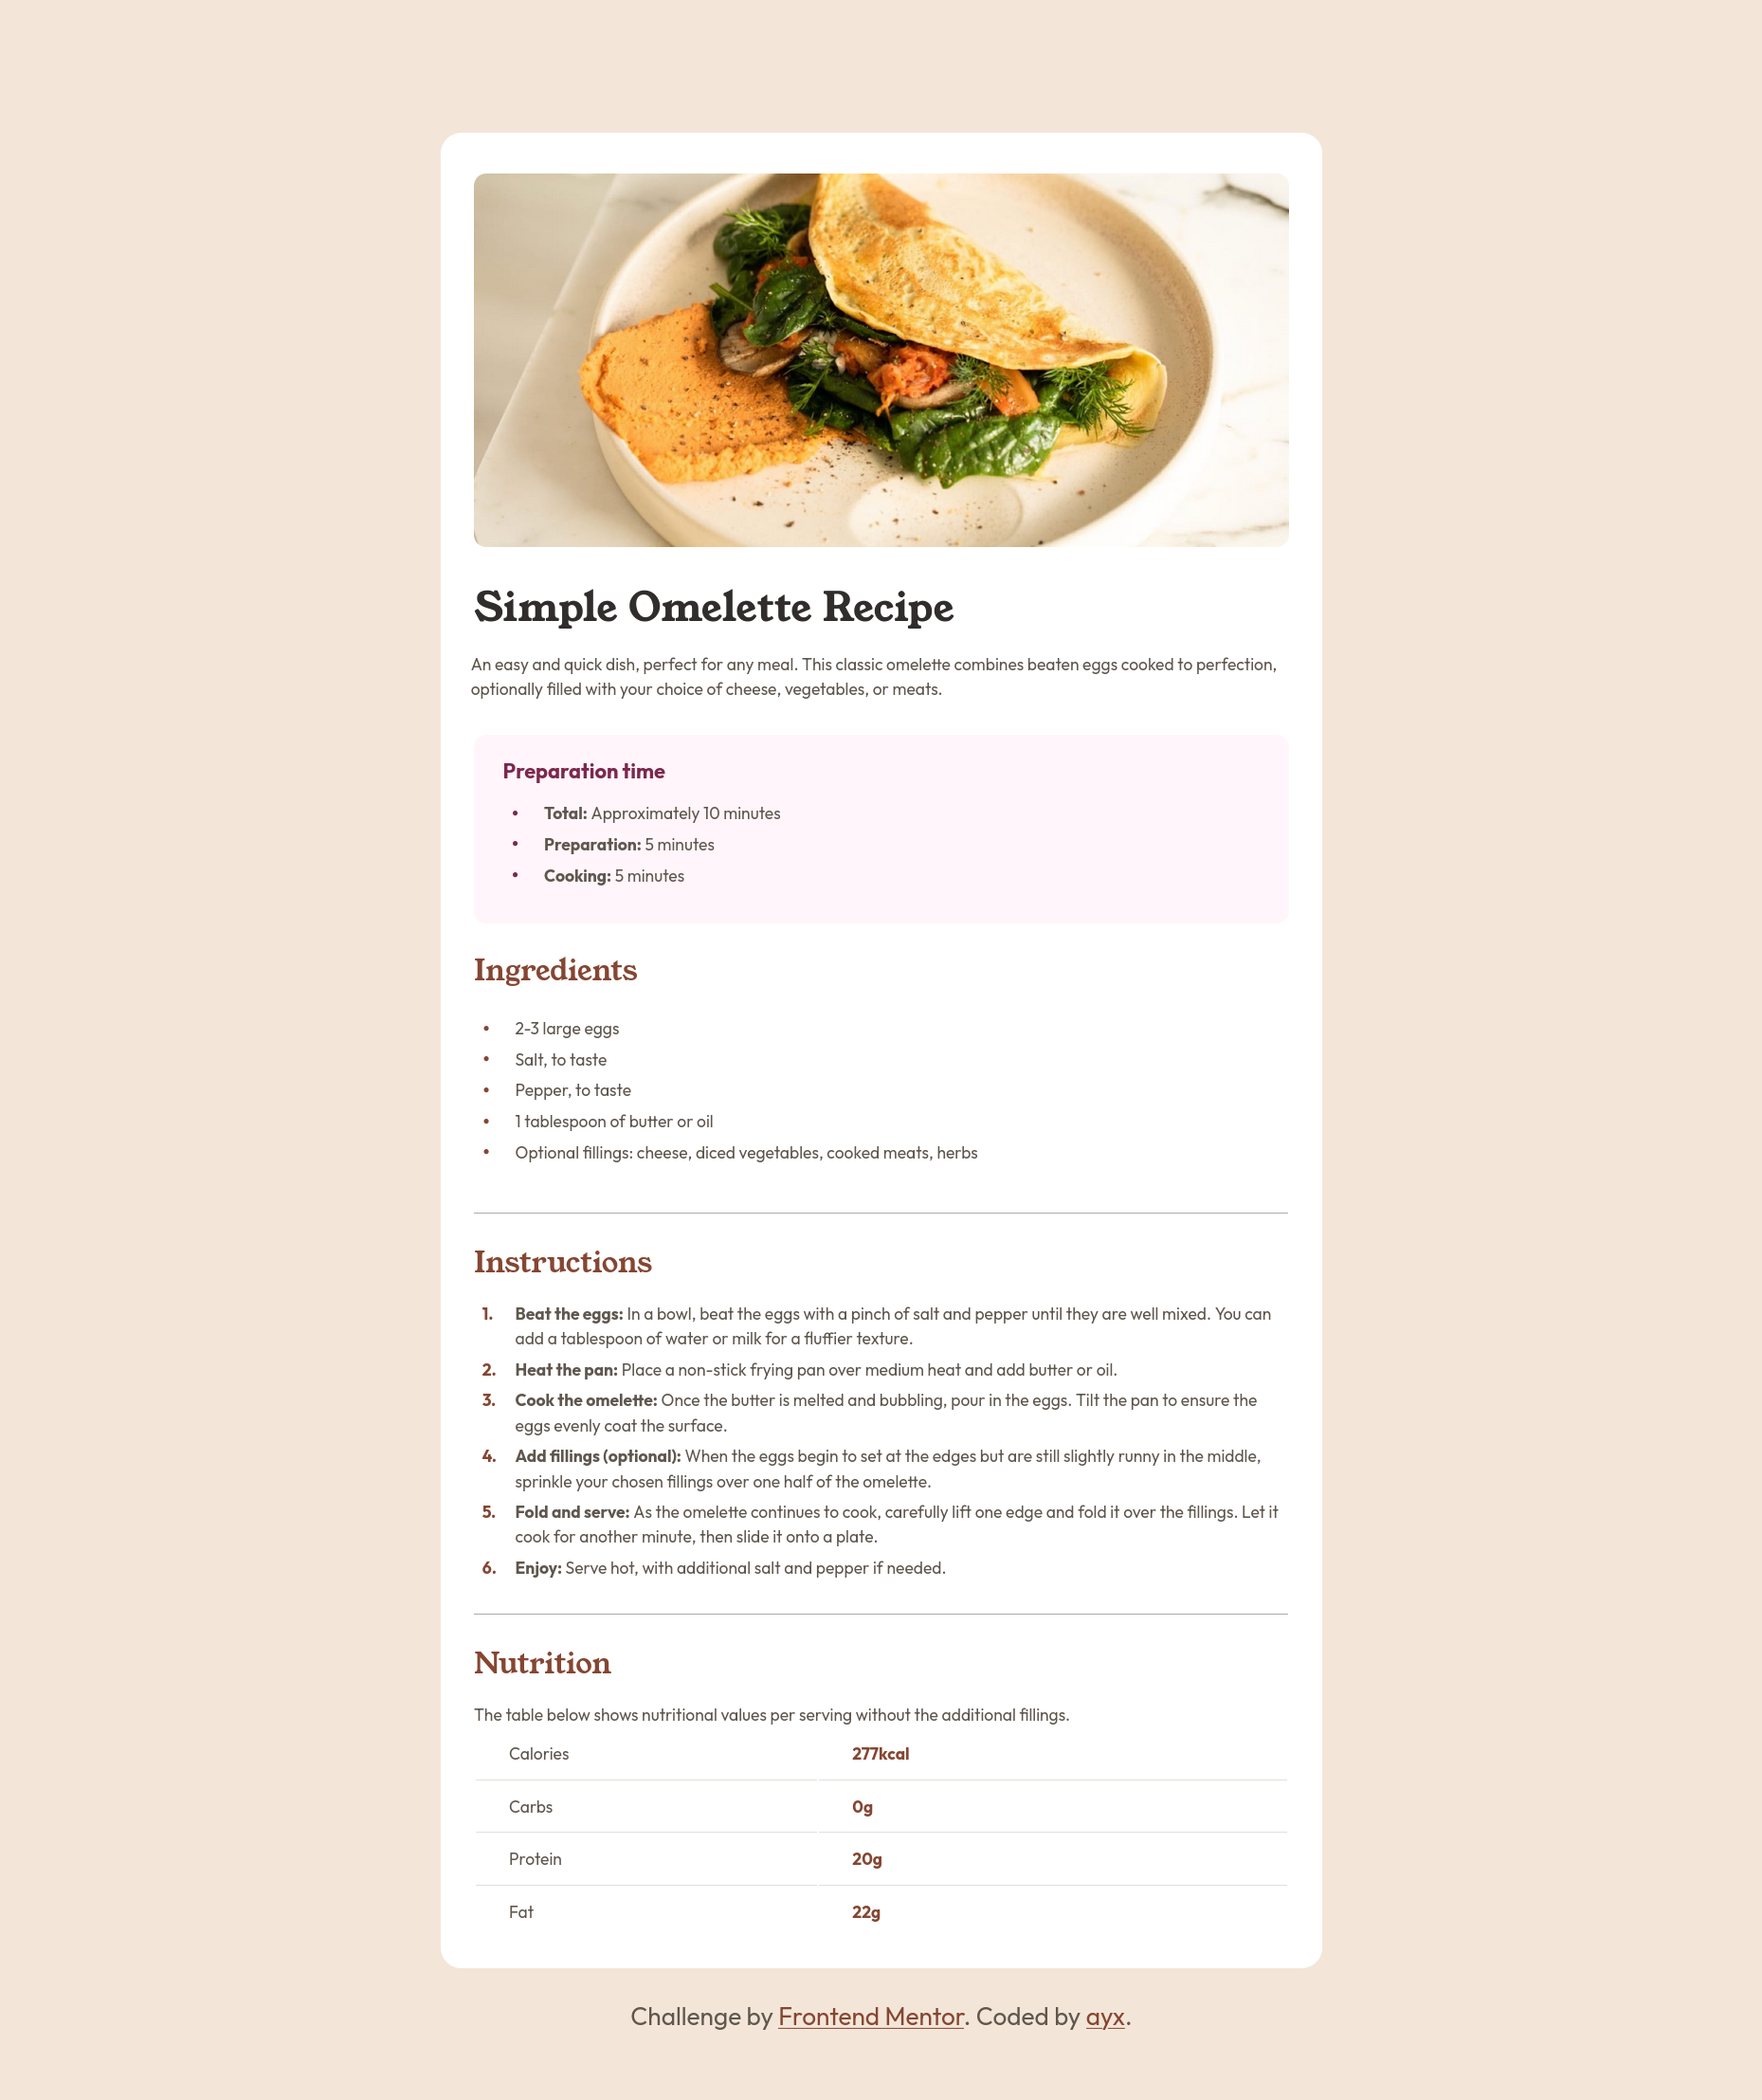 Simple Omelette Recipe
An easy and quick dish, perfect for any meal. This classic omelette combines beaten eggs cooked to perfection,
optionally filled with your choice of cheese, vegetables, or meats.
Preparation time
• Total: Approximately 10 minutes
• Preparation: 5 minutes
• Cooking: 5 minutes
Ingredients
• 2-3 large eggs
• Salt, to taste
• Pepper, to taste
• 1 tablespoon of butter or oil
• Optional fillings: cheese, diced vegetables, cooked meats, herbs
Instructions
1. Beat the eggs: In a bowl, beat the eggs with a pinch of salt and pepper until they are well mixed. You can
add a tablespoon of water or milk for a fluffier texture.
2. Heat the pan: Place a non-stick frying pan over medium heat and add butter or oil.
3. Cook the omelette: Once the butter is melted and bubbling, pour in the eggs. Tilt the pan to ensure the
eggs evenly coat the surface.
4. Add fillings (optional): When the eggs begin to set at the edges but are still slightly runny in the middle,
sprinkle your chosen fillings over one half of the omelette.
5. Fold and serve: As the omelette continues to cook, carefully lift one edge and fold it over the fillings. Let it
cook for another minute, then slide it onto a plate.
6. Enjoy: Serve hot, with additional salt and pepper if needed.
Nutrition
The table below shows nutritional values per serving without the additional fillings.
Calories 277kcal
Carbs 0g
Protein 20g
Fat 22g
Challenge by Frontend Mentor. Coded by ayx.